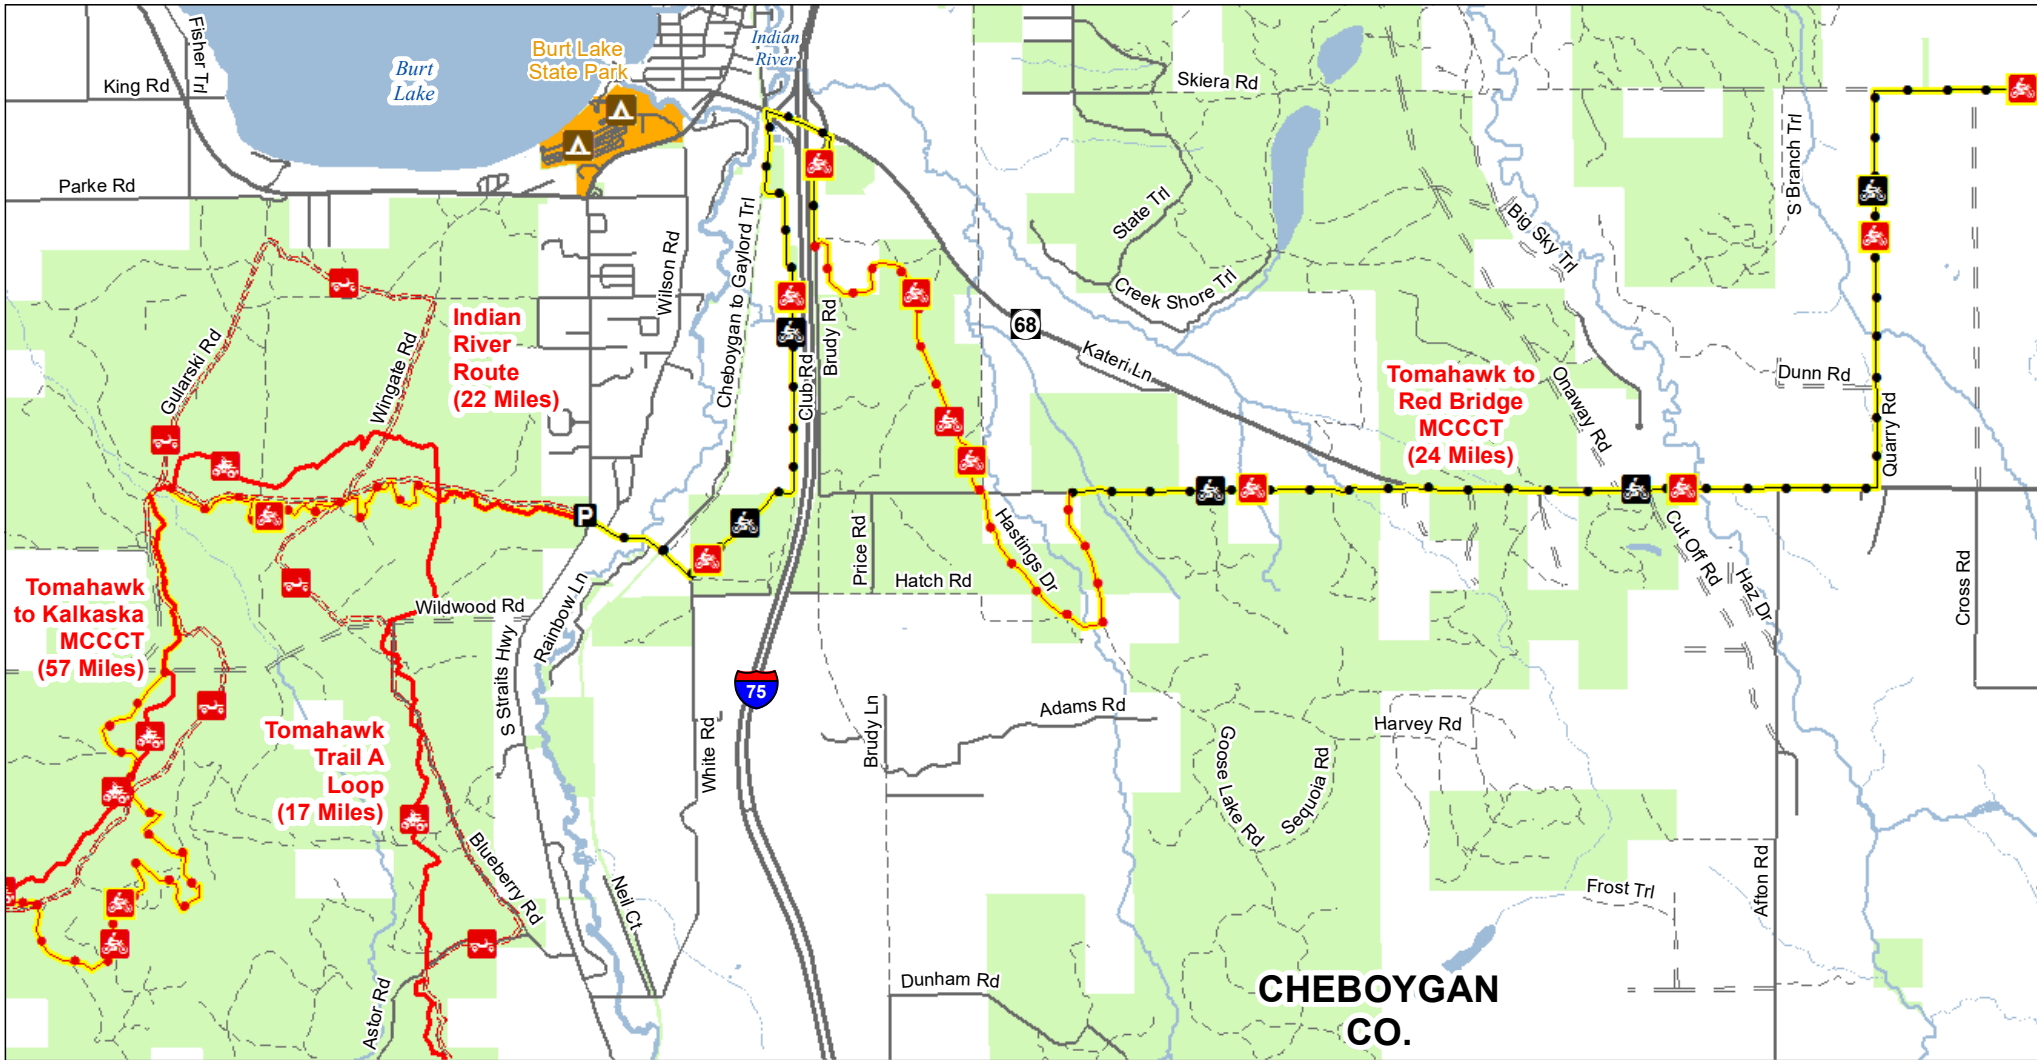 Fisher Trl
King Rd
Burt
Lake
Burt Lake
State Park
Indian
River
Skiera Rd
S Branch Trl
Parke Rd
State Trl
Big Sky Trl
Wilson Rd
Cheboygan to Gaylord Trl
Creek Shore Trl
Gularski Rd
Wingate Rd
Indian
River
Route
(22 Miles)
Club Rd
Brudy Rd
68
Kateri Ln
Tomahawk to
Red Bridge
MCCCT
(24 Miles)
Onaway Rd
Dunn Rd
Quarry Rd
P
Price Rd
Hatch Rd
Hastings Dr
Cut Off Rd
Haz Dr
Cross Rd
Tomahawk
to Kalkaska
MCCCT
(57 Miles)
Wildwood Rd
Rainbow Ln
S Straits Hwy
75
Tomahawk
Trail A
Loop
(17 Miles)
White Rd
Brudy Ln
Adams Rd
Goose Lake Rd
Sequoia Rd
Harvey Rd
Blueberry Rd
Neil Ct
Afton Rd
Frost Trl
Astor Rd
Dunham Rd
CHEBOYGAN
CO.